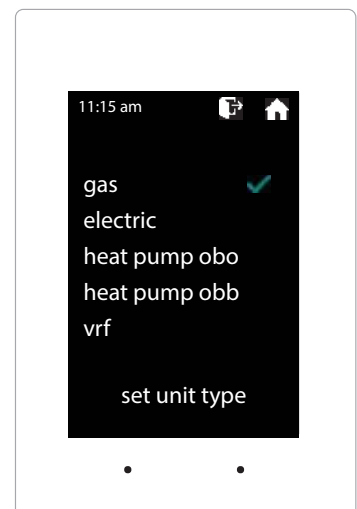 11:15 am
gas
electric
heat pump obo
heat pump obb
vrf
set unit type